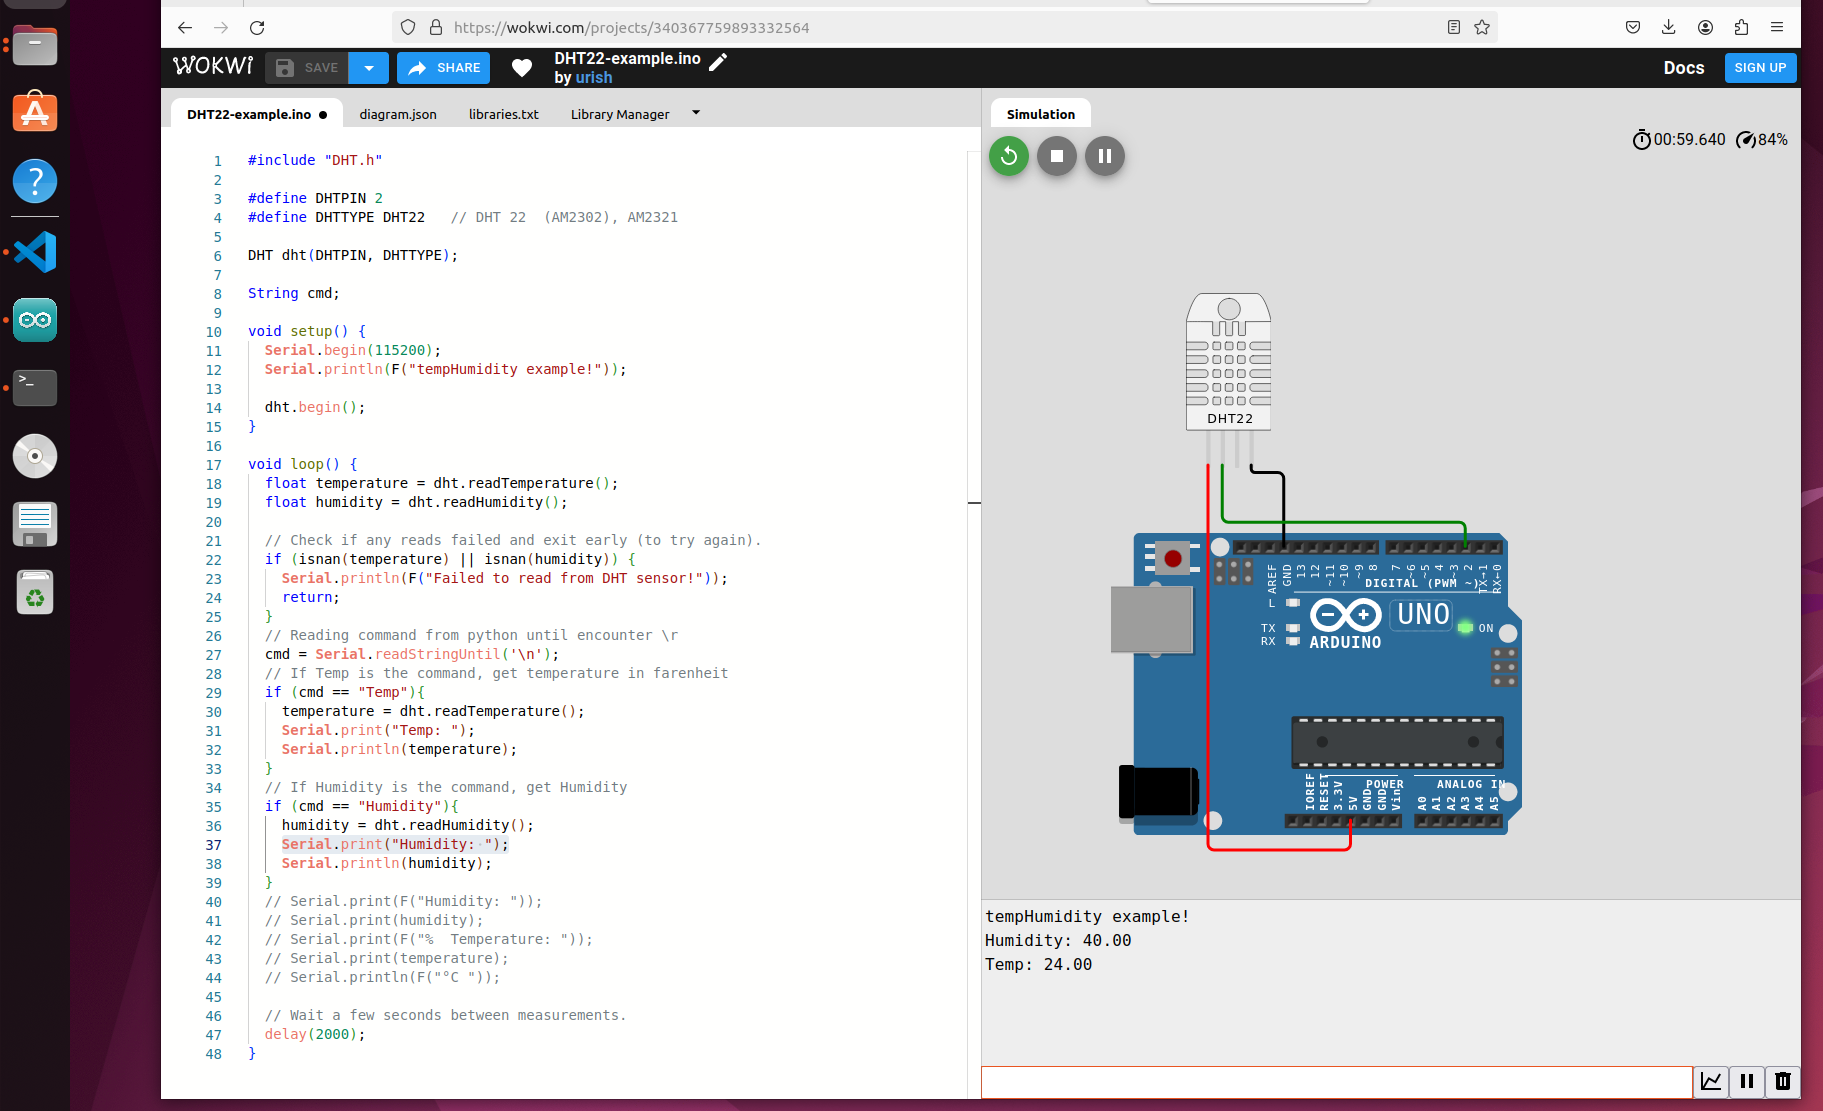 https://wokwi.com/projects/340367759893332564
WOKWi
SAVE
SHARE
DHT22-example.ino
by urish
Docs
SIGN UP
DHT22-example.ino ●
diagram.json
libraries.txt
Library Manager
Simulation
00:59.640
84%
1 #include "DHT.h"
2
3 #define DHTPIN 2
4 #define DHTTYPE DHT22   // DHT 22  (AM2302), AM2321
5
6 DHT dht(DHTPIN, DHTTYPE);
7
8 String cmd;
9
10 void setup() {
11   Serial.begin(115200);
12   Serial.println(F("tempHumidity example!"));
13
14   dht.begin();
15 }
16
17 void loop() {
18   float temperature = dht.readTemperature();
19   float humidity = dht.readHumidity();
20
21   // Check if any reads failed and exit early (to try again).
22   if (isnan(temperature) || isnan(humidity)) {
23     Serial.println(F("Failed to read from DHT sensor!"));
24     return;
25   }
26   // Reading command from python until encounter \r
27   cmd = Serial.readStringUntil('\n');
28   // If Temp is the command, get temperature in farenheit
29   if (cmd == "Temp"){
30     temperature = dht.readTemperature();
31     Serial.print("Temp: ");
32     Serial.println(temperature);
33   }
34   // If Humidity is the command, get Humidity
35   if (cmd == "Humidity"){
36     humidity = dht.readHumidity();
37     Serial.print("Humidity: ");
38     Serial.println(humidity);
39   }
40   // Serial.print(F("Humidity: "));
41   // Serial.print(humidity);
42   // Serial.print(F("%  Temperature: "));
43   // Serial.print(temperature);
44   // Serial.println(F("°C "));
45
46   // Wait a few seconds between measurements.
47   delay(2000);
48 }
DHT22
AREF
GND
13
12
~11
~10
~9
8
7
~6
~5
4
~3
2
TX→1
RX←0
DIGITAL (PWM ~)
L
TX
RX
UNO
ARDUINO
ON
IOREF
RESET
3.3V
5V
GND
GND
Vin
POWER
ANALOG IN
A0
A1
A2
A3
A4
A5
tempHumidity example!
Humidity: 40.00
Temp: 24.00